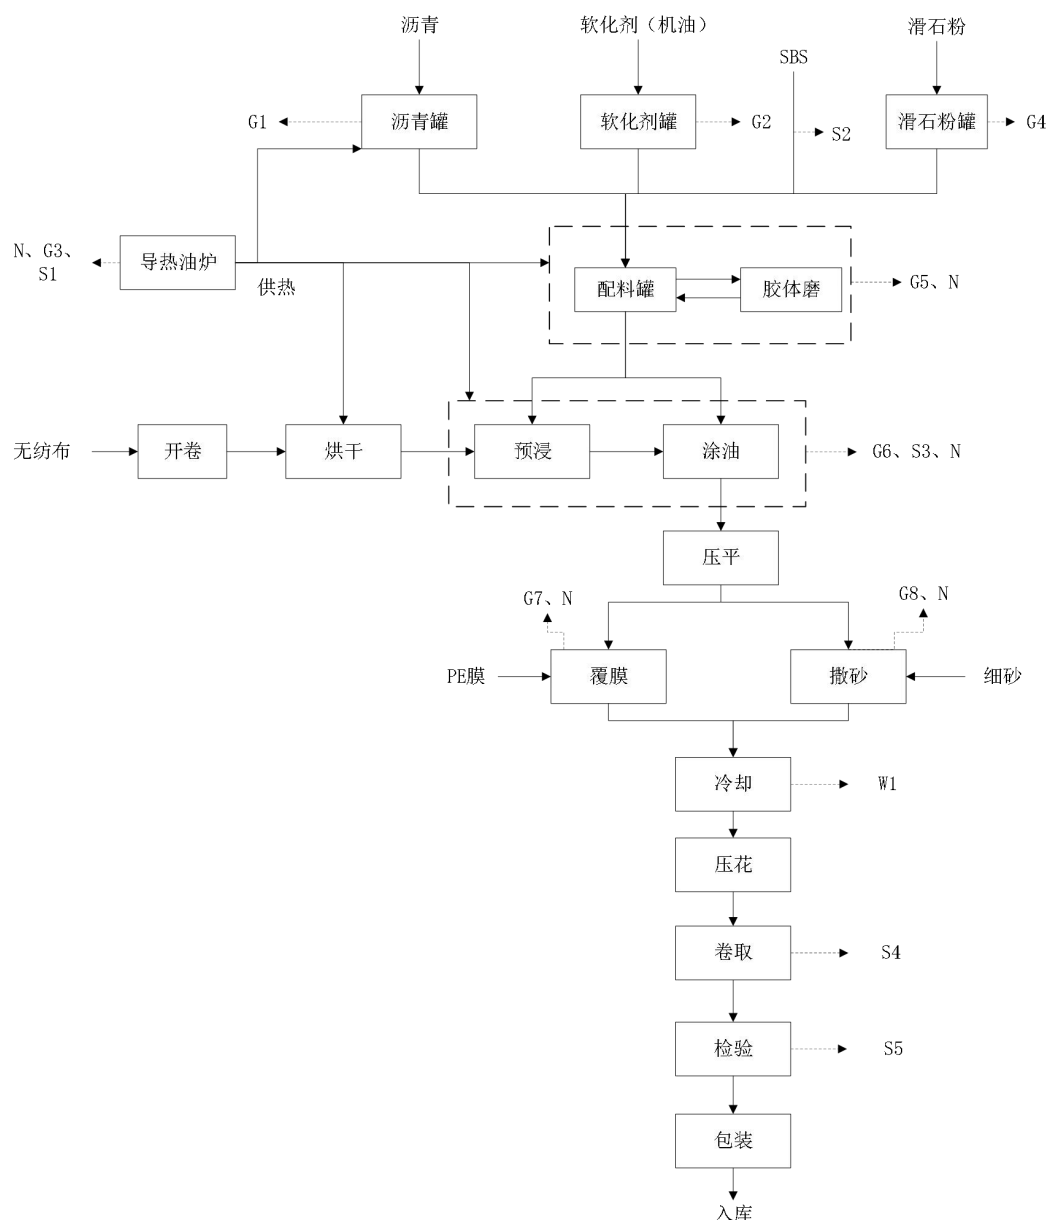 沥青
软化剂（机油）
滑石粉
SBS
G1
沥青罐
软化剂罐
G2
S2
滑石粉罐
G4
N、G3、
S1
导热油炉
供热
配料罐
胶体磨
G5、N
无纺布
开卷
烘干
预浸
涂油
G6、S3、N
压平
G7、N
G8、N
PE膜
覆膜
撒砂
细砂
冷却
W1
压花
卷取
S4
检验
S5
包装
入库